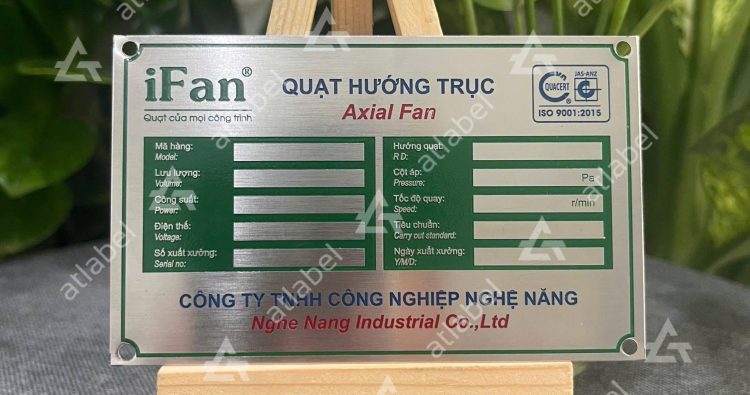 iFan®
Quạt của mọi công trình
QUẠT HƯỚNG TRỤC
Axial Fan
QUACERT
JAS-ANZ
ISO 9001:2015
Mã hàng:
Model:
Lưu lượng:
Volume:
Công suất:
Power:
Điện thế:
Voltage:
Số xuất xưởng:
Serial no:
Hướng quạt:
R D:
Cột áp:
Pressure:
Pa
Tốc độ quay:
Speed:
r/min
Tiêu chuẩn:
Carry out standard:
Ngày xuất xưởng:
Y/M/D:
CÔNG TY TNHH CÔNG NGHIỆP NGHỆ NĂNG
Nghe Nang Industrial Co.,Ltd
atlabel